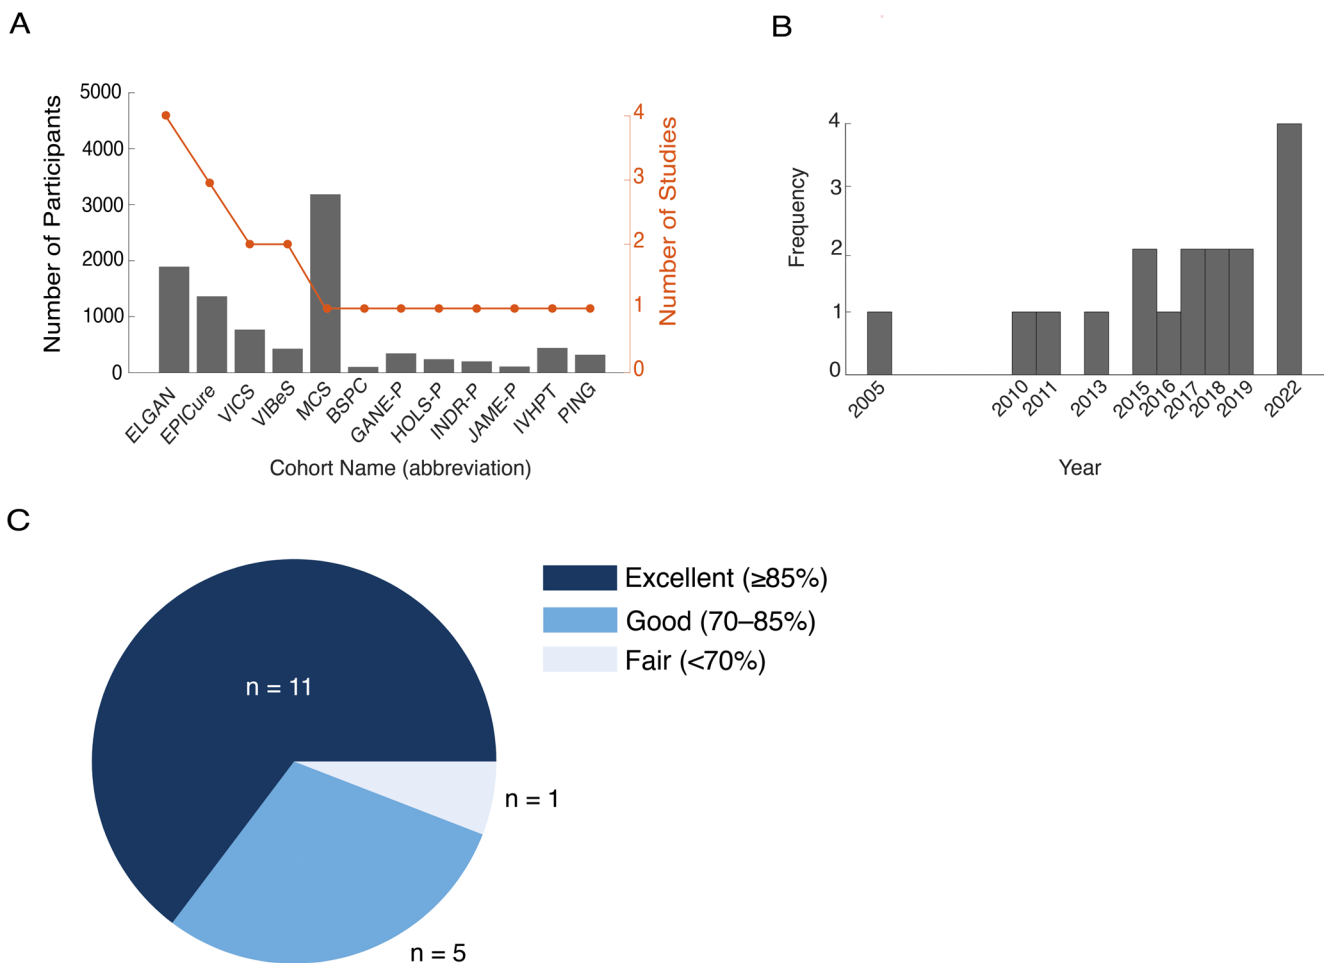 A
Number of Participants
5000
4000
3000
2000
1000
0
4
3
2
1
0
Number of Studies
ELGAN
EPICure
VICS
VIBeS
MCS
BSPC
GANE-P
HOLS-P
INDR-P
JAME-P
IVHPT
PING
Cohort Name (abbreviation)
B
Frequency
4
3
2
1
0
2005
2010
2011
2013
2015
2016
2017
2018
2019
2022
Year
C
n = 11
n = 1
n = 5
Excellent (≥85%)
Good (70–85%)
Fair (<70%)